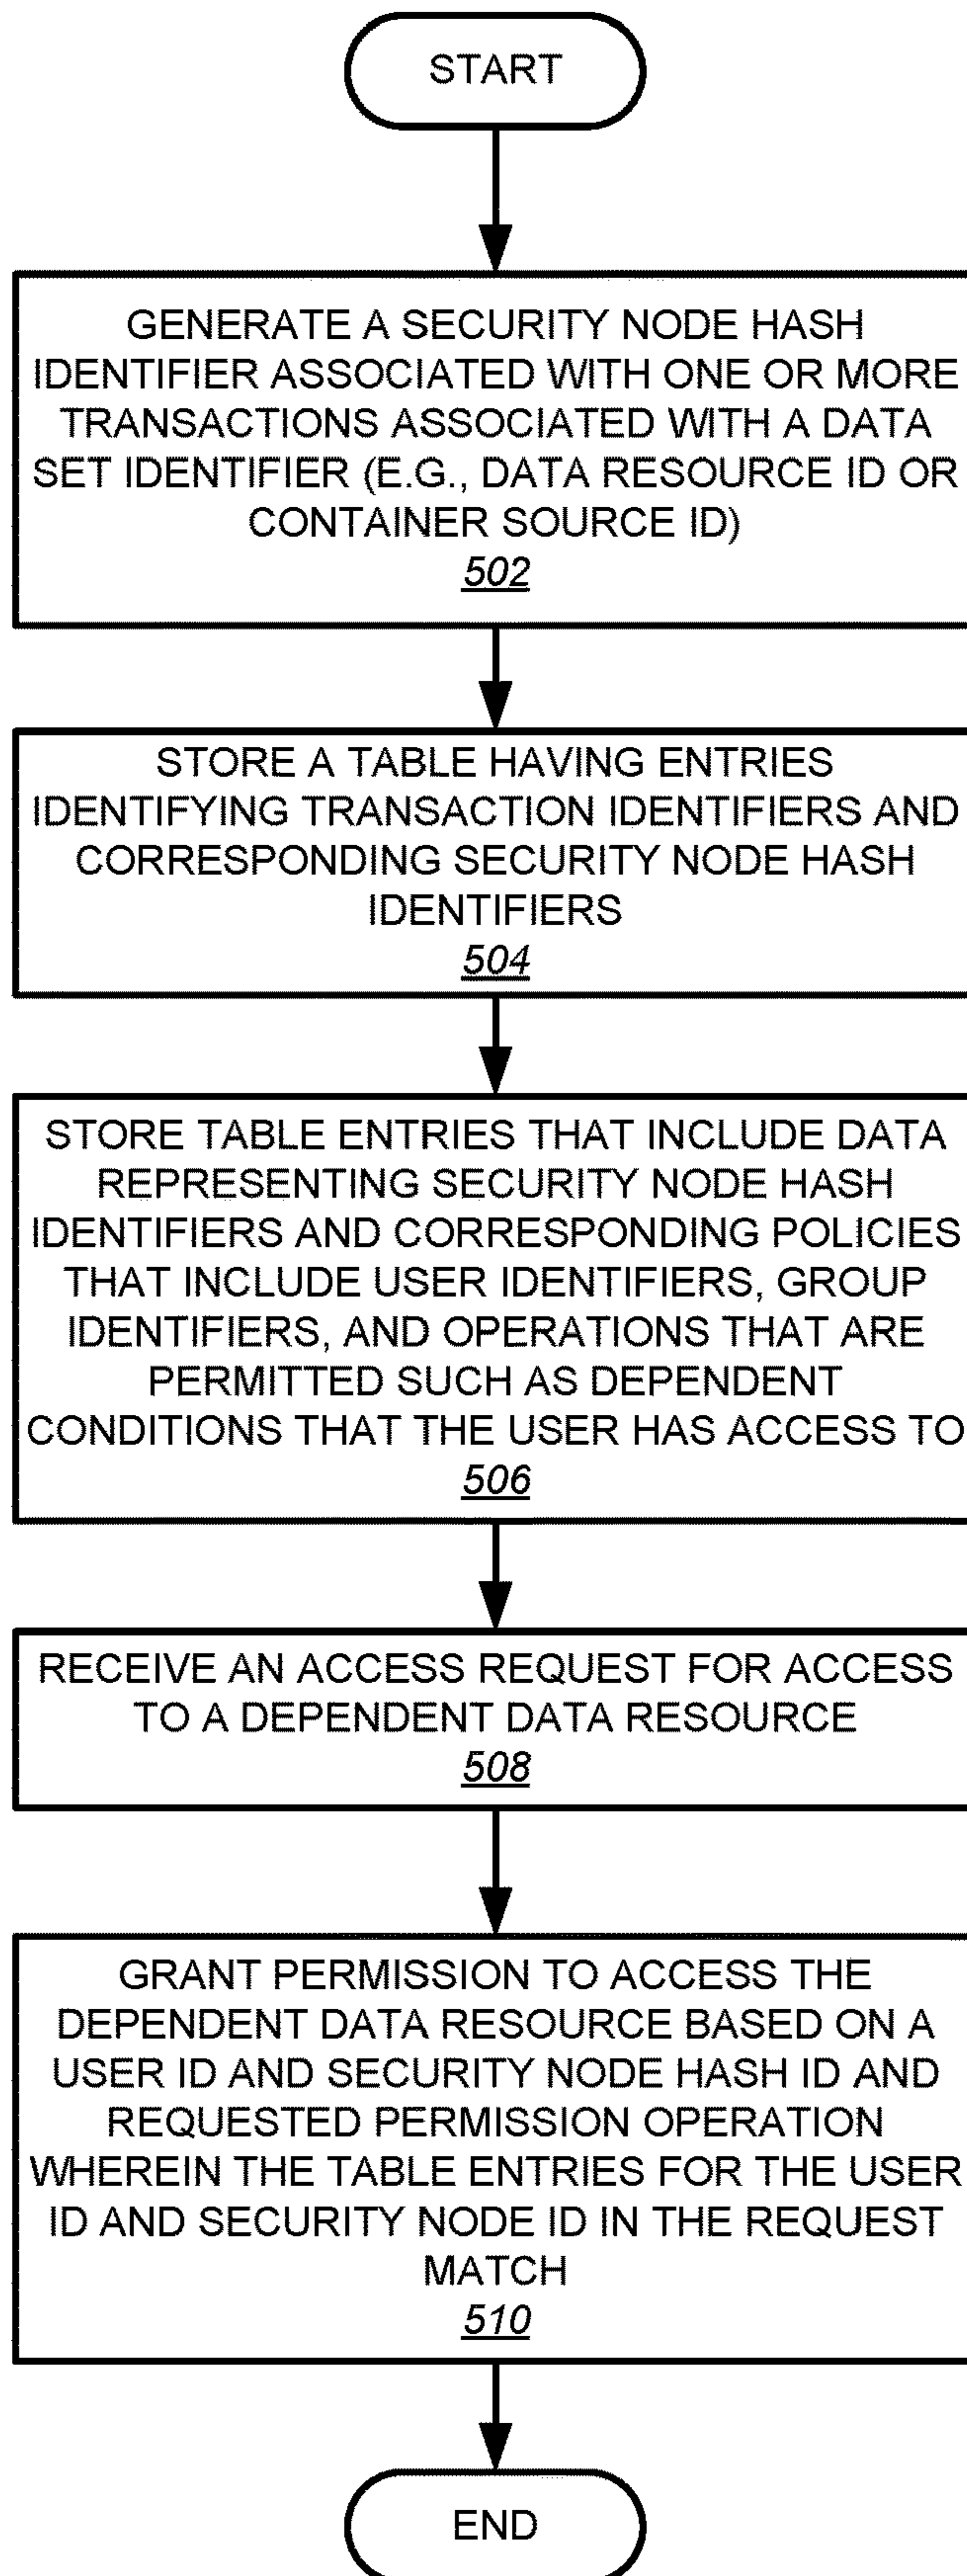 START
GENERATE A SECURITY NODE HASH
IDENTIFIER ASSOCIATED WITH ONE OR MORE
TRANSACTIONS ASSOCIATED WITH A DATA
SET IDENTIFIER (E.G., DATA RESOURCE ID OR
CONTAINER SOURCE ID)
502
STORE A TABLE HAVING ENTRIES
IDENTIFYING TRANSACTION IDENTIFIERS AND
CORRESPONDING SECURITY NODE HASH
IDENTIFIERS
504
STORE TABLE ENTRIES THAT INCLUDE DATA
REPRESENTING SECURITY NODE HASH
IDENTIFIERS AND CORRESPONDING POLICIES
THAT INCLUDE USER IDENTIFIERS, GROUP
IDENTIFIERS, AND OPERATIONS THAT ARE
PERMITTED SUCH AS DEPENDENT
CONDITIONS THAT THE USER HAS ACCESS TO
506
RECEIVE AN ACCESS REQUEST FOR ACCESS
TO A DEPENDENT DATA RESOURCE
508
GRANT PERMISSION TO ACCESS THE
DEPENDENT DATA RESOURCE BASED ON A
USER ID AND SECURITY NODE HASH ID AND
REQUESTED PERMISSION OPERATION
WHEREIN THE TABLE ENTRIES FOR THE USER
ID AND SECURITY NODE ID IN THE REQUEST
MATCH
510
END